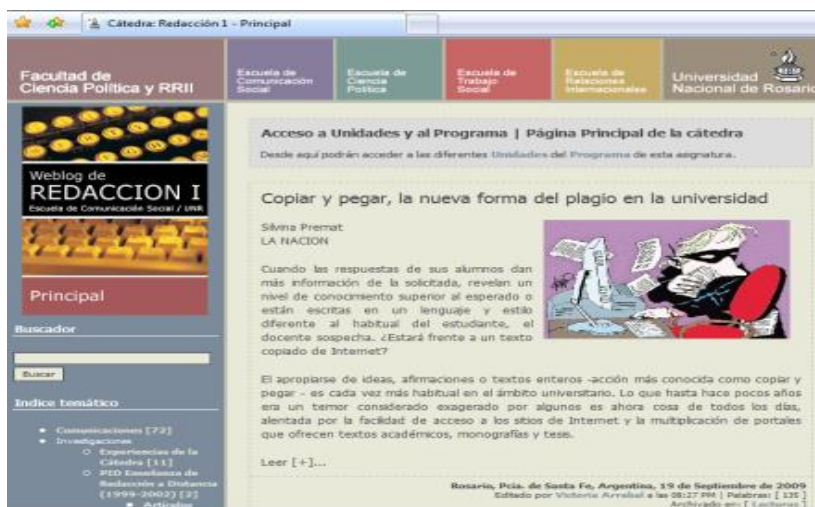 Cátedra: Redacción 1 - Principal
Facultad de
Ciencia Política y RRII
Escuela de
Comunicación
Social
Escuela de
Ciencia
Política
Escuela de
Trabajo
Social
Escuela de
Relaciones
Internacionales
Universidad
Nacional de Rosario
Weblog de
REDACCION I
Escuela de Comunicación Social / UNR
Principal
Buscador
Buscar
Indice temático
Comunicaciones [72]
Investigaciones
Experiencias de la
Cátedra [11]
PID Enseñanza de
Redacción a Distancia
(1999-2002) [2]
Artículos
Acceso a Unidades y al Programa | Página Principal de la cátedra
Desde aquí podrán acceder a las diferentes Unidades del Programa de esta asignatura.
Copiar y pegar, la nueva forma del plagio en la universidad
Silvina Premat
LA NACION
Cuando las respuestas de sus alumnos dan
más información de la solicitada, revelan un
nivel de conocimiento superior al esperado o
están escritas en un lenguaje y estilo
diferente al habitual del estudiante, el
docente sospecha. ¿Estará frente a un texto
copiado de Internet?
El apropiarse de ideas, afirmaciones o textos enteros -acción más conocida como copiar y
pegar - es cada vez más habitual en el ámbito universitario. Lo que hasta hace pocos años
era un temor considerado exagerado por algunos es ahora cosa de todos los días,
alentada por la facilidad de acceso a los sitios de Internet y la multiplicación de portales
que ofrecen textos académicos, monografías y tesis.
Leer [+]...
Rosario, Pcia. de Santa Fe, Argentina, 19 de Septiembre de 2009
Editado por Victoria Arrabal a las 08:27 PM | Palabras: [ 135 ]
Archivado en: [ Lecturas ]